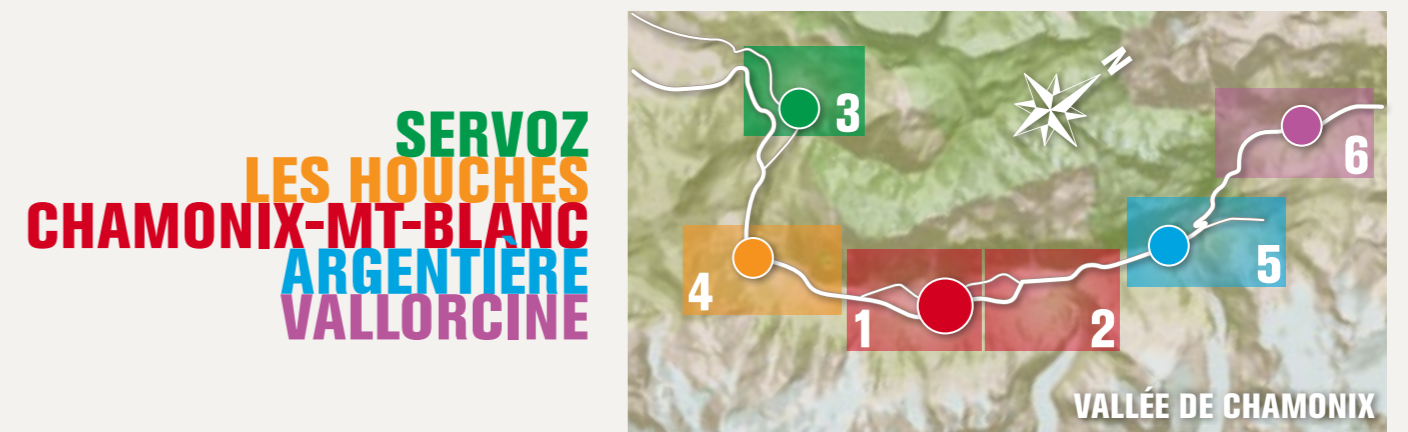 SERVOZ
LES HOUCHES
CHAMONIX-MT-BLANC
ARGENTIÈRE
VALLORCINE
N
3
6
5
4
1
2
VALLÉE DE CHAMONIX